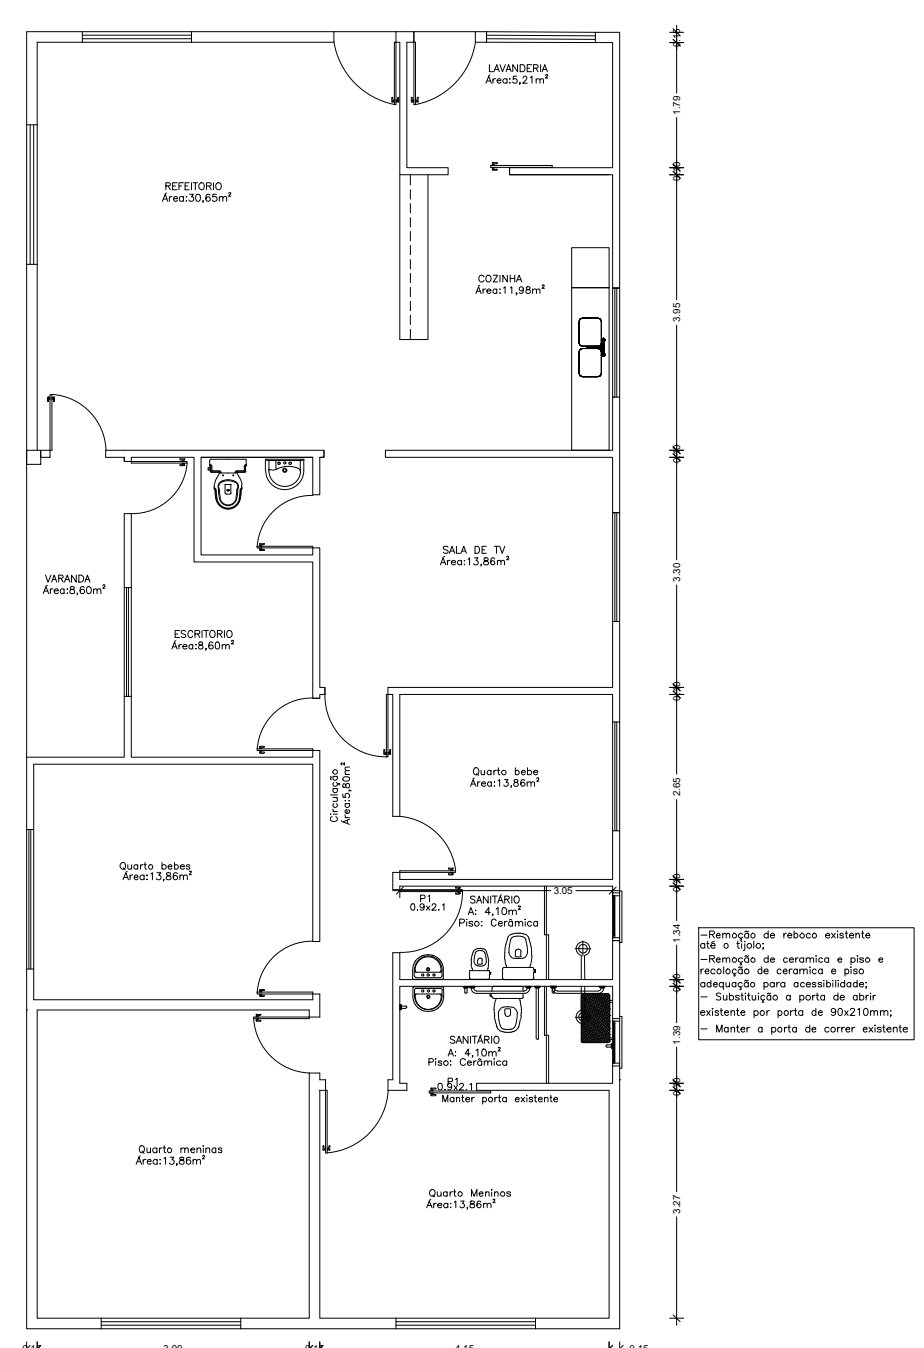 LAVANDERIA
Área:5,21m²
1.79
REFEITORIO
Área:30,65m²
COZINHA
Área:11,98m²
3.95
SALA DE TV
Área:13,86m²
3.30
VARANDA
Área:8,60m²
ESCRITORIO
Área:8,60m²
Circulação
Área:5,80m²
Quarto bebe
Área:13,86m²
2.65
Quarto bebes
Área:13,86m²
P1
0.9x2.1
SANITÁRIO
A: 4,10m²
Piso: Cerâmica
3.05
1.34
—Remoção de reboco existente
até o tijolo;
—Remoção de ceramica e piso e
recoloção de ceramica e piso
adequação para acessibilidade;
— Substituição a porta de abrir
existente por porta de 90x210mm;
— Manter a porta de correr existente
SANITÁRIO
A: 4,10m²
Piso: Cerâmica
1.39
P1
0.9x2.1
Manter porta existente
Quarto meninas
Área:13,86m²
Quarto Meninos
Área:13,86m²
3.27
4.15
0.15